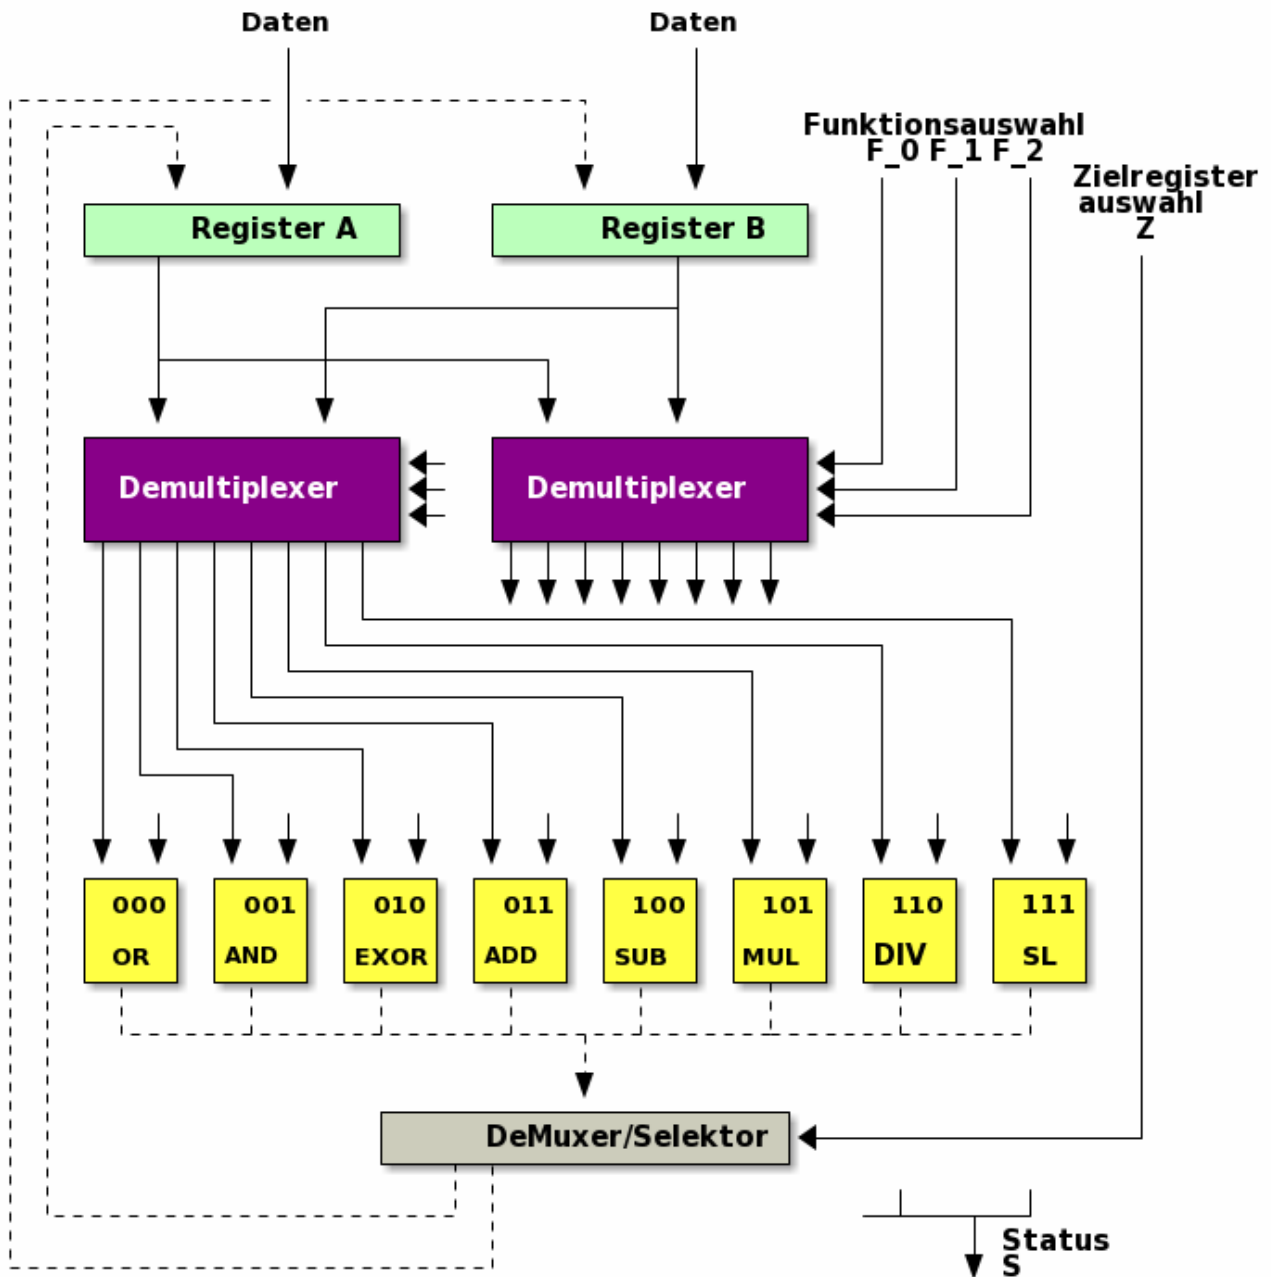 Daten
Daten
Funktionsauswahl
F_0 F_1 F_2
Zielregister
auswahl
Z
Register A
Register B
Demultiplexer
Demultiplexer
000
OR
001
AND
010
EXOR
011
ADD
100
SUB
101
MUL
110
DIV
111
SL
DeMuxer/Selektor
Status
S